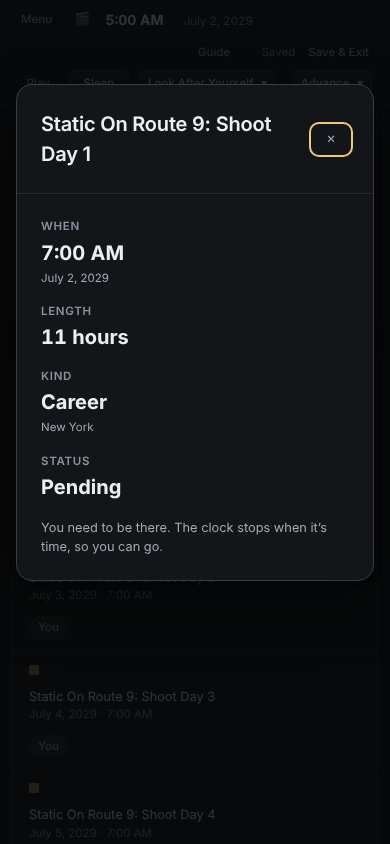 Menu 🎬 5:00 AM July 2, 2029
Guide Saved Save & Exit
Play Sleep Look After Yourself ▾ Advance ▾
Static On Route 9: Shoot
Day 1
×
WHEN
7:00 AM
July 2, 2029
LENGTH
11 hours
KIND
Career
New York
STATUS
Pending
You need to be there. The clock stops when it's
time, so you can go.
July 3, 2029 · 7:00 AM
You
Static On Route 9: Shoot Day 3
July 4, 2029 · 7:00 AM
You
Static On Route 9: Shoot Day 4
July 5, 2029 · 7:00 AM